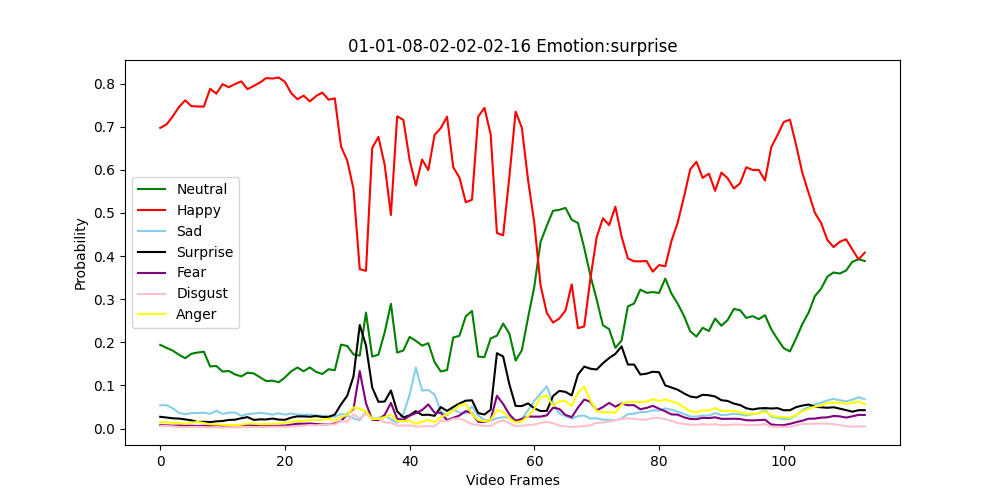 01-01-08-02-02-02-16 Emotion:surprise
Probability
0.8
0.7
0.6
0.5
0.4
0.3
0.2
0.1
0.0
Neutral
Happy
Sad
Surprise
Fear
Disgust
Anger
0 20 40 60 80 100
Video Frames